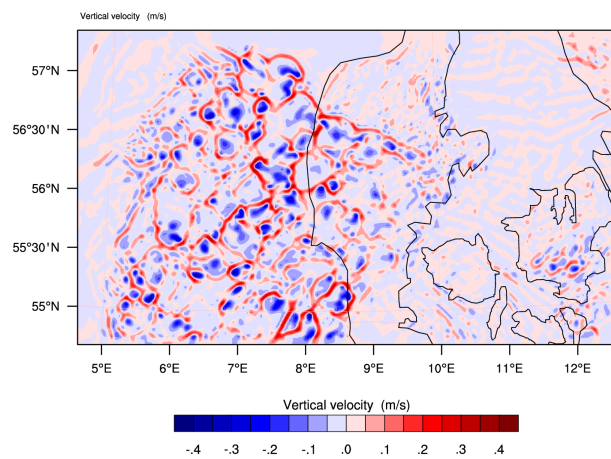 Vertical velocity (m/s)
57°N
56°30'N
56°N
55°30'N
55°N
5°E 6°E 7°E 8°E 9°E 10°E 11°E 12°E
Vertical velocity (m/s)
-.4 -.3 -.2 -.1 .0 .1 .2 .3 .4